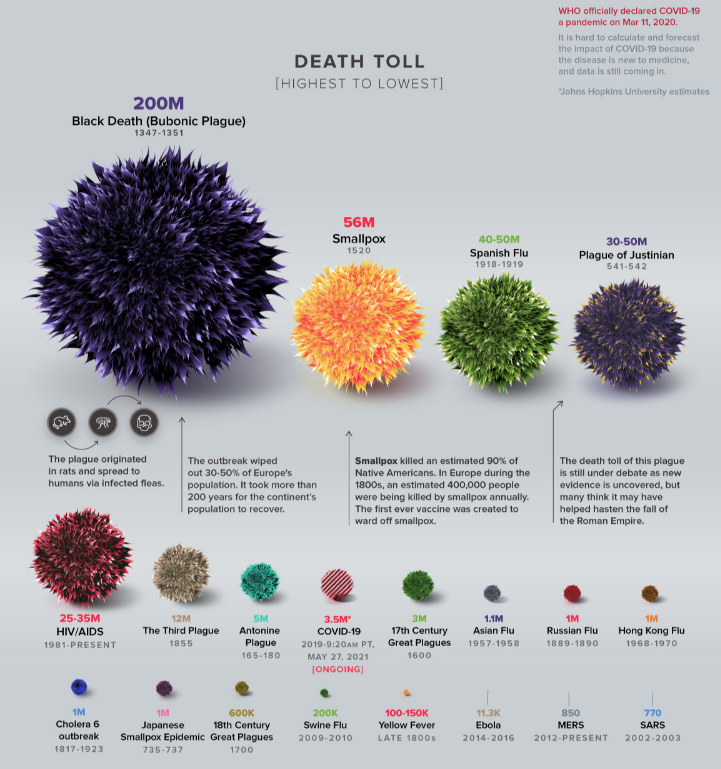 WHO officially declared COVID-19
a pandemic on Mar 11, 2020.
It is hard to calculate and forecast
the impact of COVID-19 because
the disease is new to medicine,
and data is still coming in.
*Johns Hopkins University estimates
DEATH TOLL
[HIGHEST TO LOWEST]
200M
Black Death (Bubonic Plague)
1347-1351
56M
Smallpox
1520
40-50M
Spanish Flu
1918-1919
30-50M
Plague of Justinian
541-542
The plague originated
in rats and spread to
humans via infected fleas.
The outbreak wiped
out 30-50% of Europe's
population. It took more than
200 years for the continent's
population to recover.
Smallpox killed an estimated 90% of
Native Americans. In Europe during the
1800s, an estimated 400,000 people
were being killed by smallpox annually.
The first ever vaccine was created to
ward off smallpox.
The death toll of this plague
is still under debate as new
evidence is uncovered, but
many think it may have
helped hasten the fall of
the Roman Empire.
25-35M
HIV/AIDS
1981-PRESENT
12M
The Third Plague
1855
5M
Antonine
Plague
165-180
3.5M*
COVID-19
2019-9:20AM PT,
MAY 27, 2021
[ONGOING]
3M
17th Century
Great Plagues
1600
1.1M
Asian Flu
1957-1958
1M
Russian Flu
1889-1890
1M
Hong Kong Flu
1968-1970
1M
Cholera 6
outbreak
1817-1923
1M
Japanese
Smallpox Epidemic
735-737
600K
18th Century
Great Plagues
1700
200K
Swine Flu
2009-2010
100-150K
Yellow Fever
LATE 1800s
11.3K
Ebola
2014-2016
850
MERS
2012-PRESENT
770
SARS
2002-2003